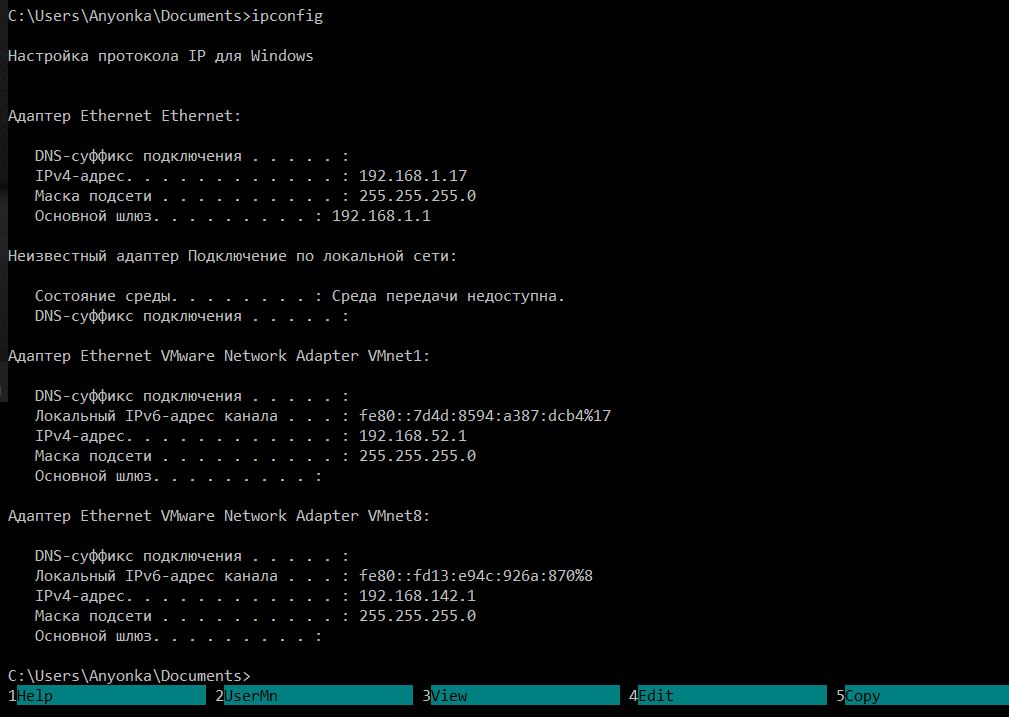 C:\Users\Anyonka\Documents>ipconfig
Настройка протокола IP для Windows
Адаптер Ethernet Ethernet:
DNS-суффикс подключения . . . . . :
IPv4-адрес. . . . . . . . . . . . : 192.168.1.17
Маска подсети . . . . . . . . . . : 255.255.255.0
Основной шлюз. . . . . . . . . : 192.168.1.1
Неизвестный адаптер Подключение по локальной сети:
Состояние среды. . . . . . . . : Среда передачи недоступна.
DNS-суффикс подключения . . . . . :
Адаптер Ethernet VMware Network Adapter VMnet1:
DNS-суффикс подключения . . . . . :
Локальный IPv6-адрес канала . . . : fe80::7d4d:8594:a387:dcb4%17
IPv4-адрес. . . . . . . . . . . . : 192.168.52.1
Маска подсети . . . . . . . . . . : 255.255.255.0
Основной шлюз. . . . . . . . . :
Адаптер Ethernet VMware Network Adapter VMnet8:
DNS-суффикс подключения . . . . . :
Локальный IPv6-адрес канала . . . : fe80::fd13:e94c:926a:870%8
IPv4-адрес. . . . . . . . . . . . : 192.168.142.1
Маска подсети . . . . . . . . . . : 255.255.255.0
Основной шлюз. . . . . . . . . :
C:\Users\Anyonka\Documents>
1Help 2UserMn 3View 4Edit 5Copy